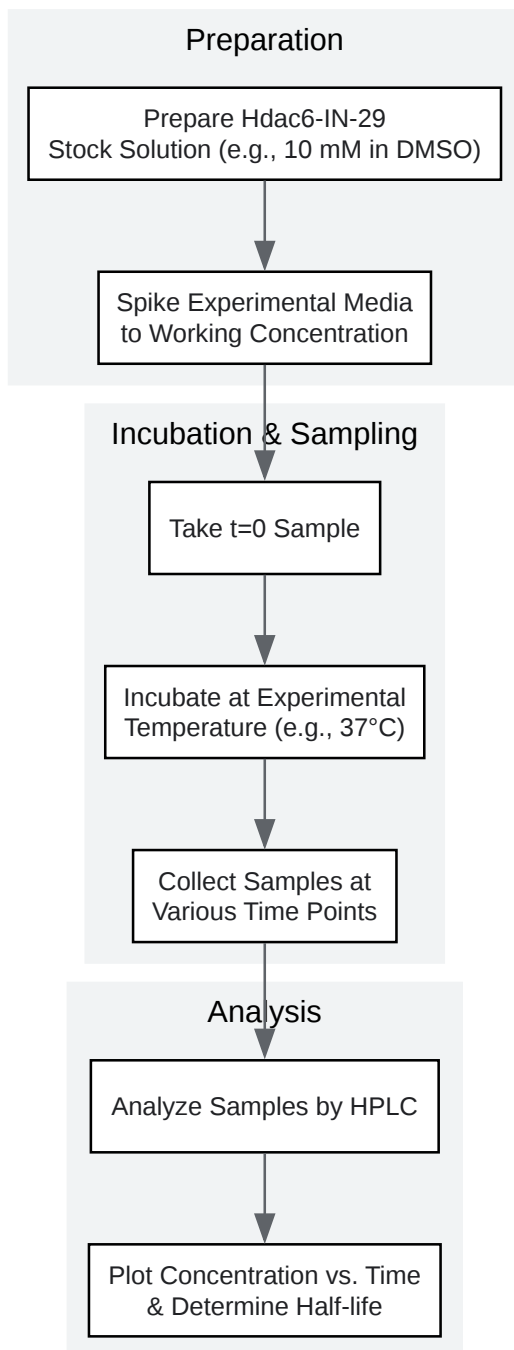 Preparation
Prepare Hdac6-IN-29
Stock Solution (e.g., 10 mM in DMSO)
Spike Experimental Media
to Working Concentration
Incubation & Sampling
Take t=0 Sample
Incubate at Experimental
Temperature (e.g., 37°C)
Collect Samples at
Various Time Points
Analysis
Analyze Samples by HPLC
Plot Concentration vs. Time
& Determine Half-life